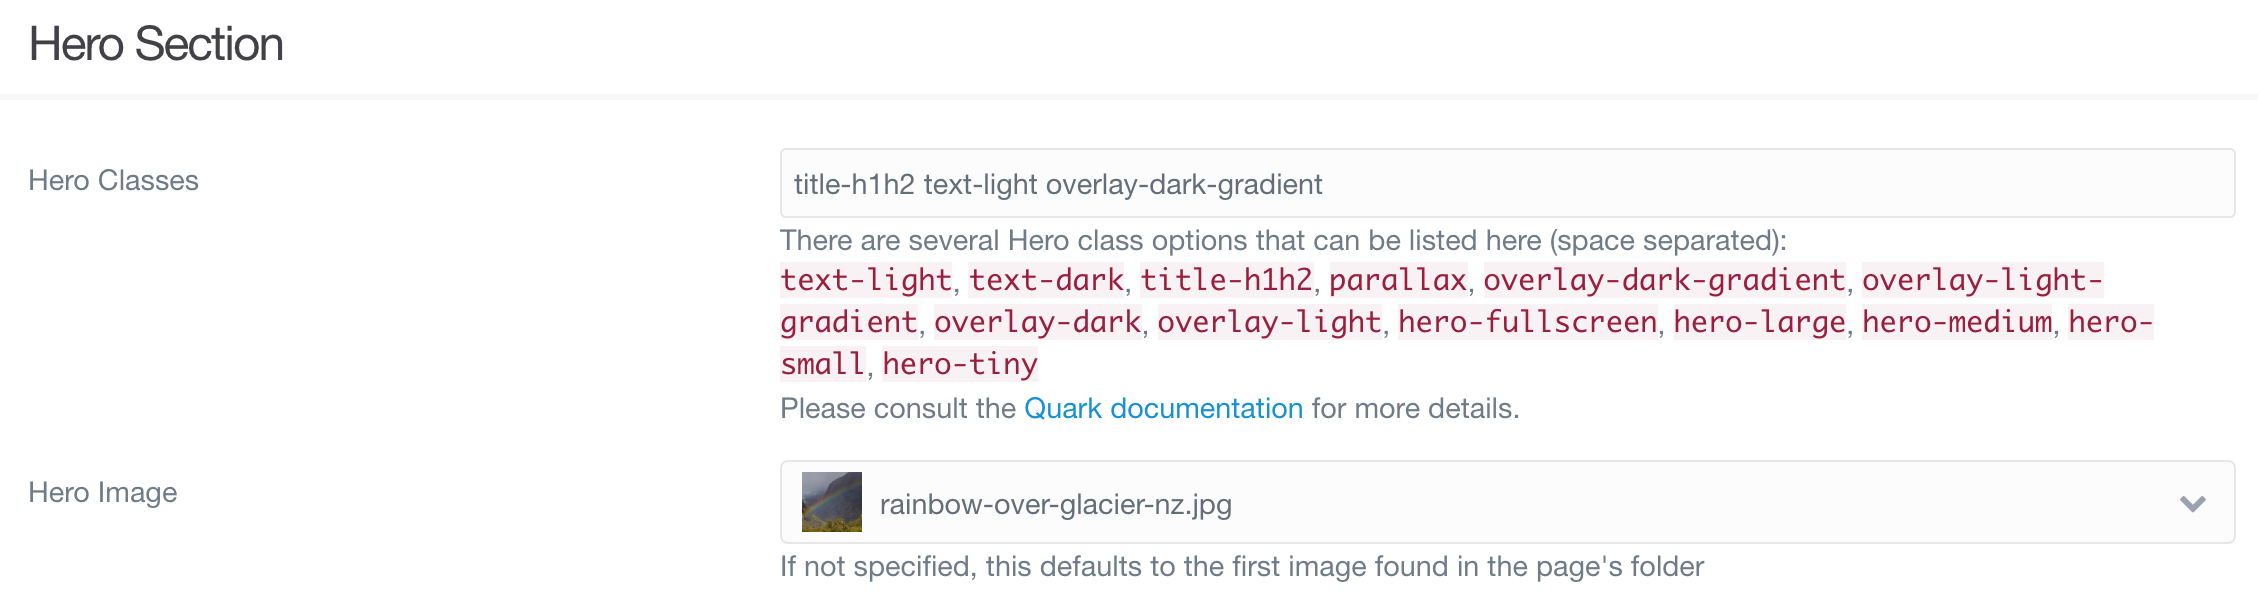 Hero Section
Hero Classes
title-h1h2 text-light overlay-dark-gradient
There are several Hero class options that can be listed here (space separated):
text-light, text-dark, title-h1h2, parallax, overlay-dark-gradient, overlay-light-
gradient, overlay-dark, overlay-light, hero-fullscreen, hero-large, hero-medium, hero-
small, hero-tiny
Please consult the Quark documentation for more details.
Hero Image
rainbow-over-glacier-nz.jpg
If not specified, this defaults to the first image found in the page's folder